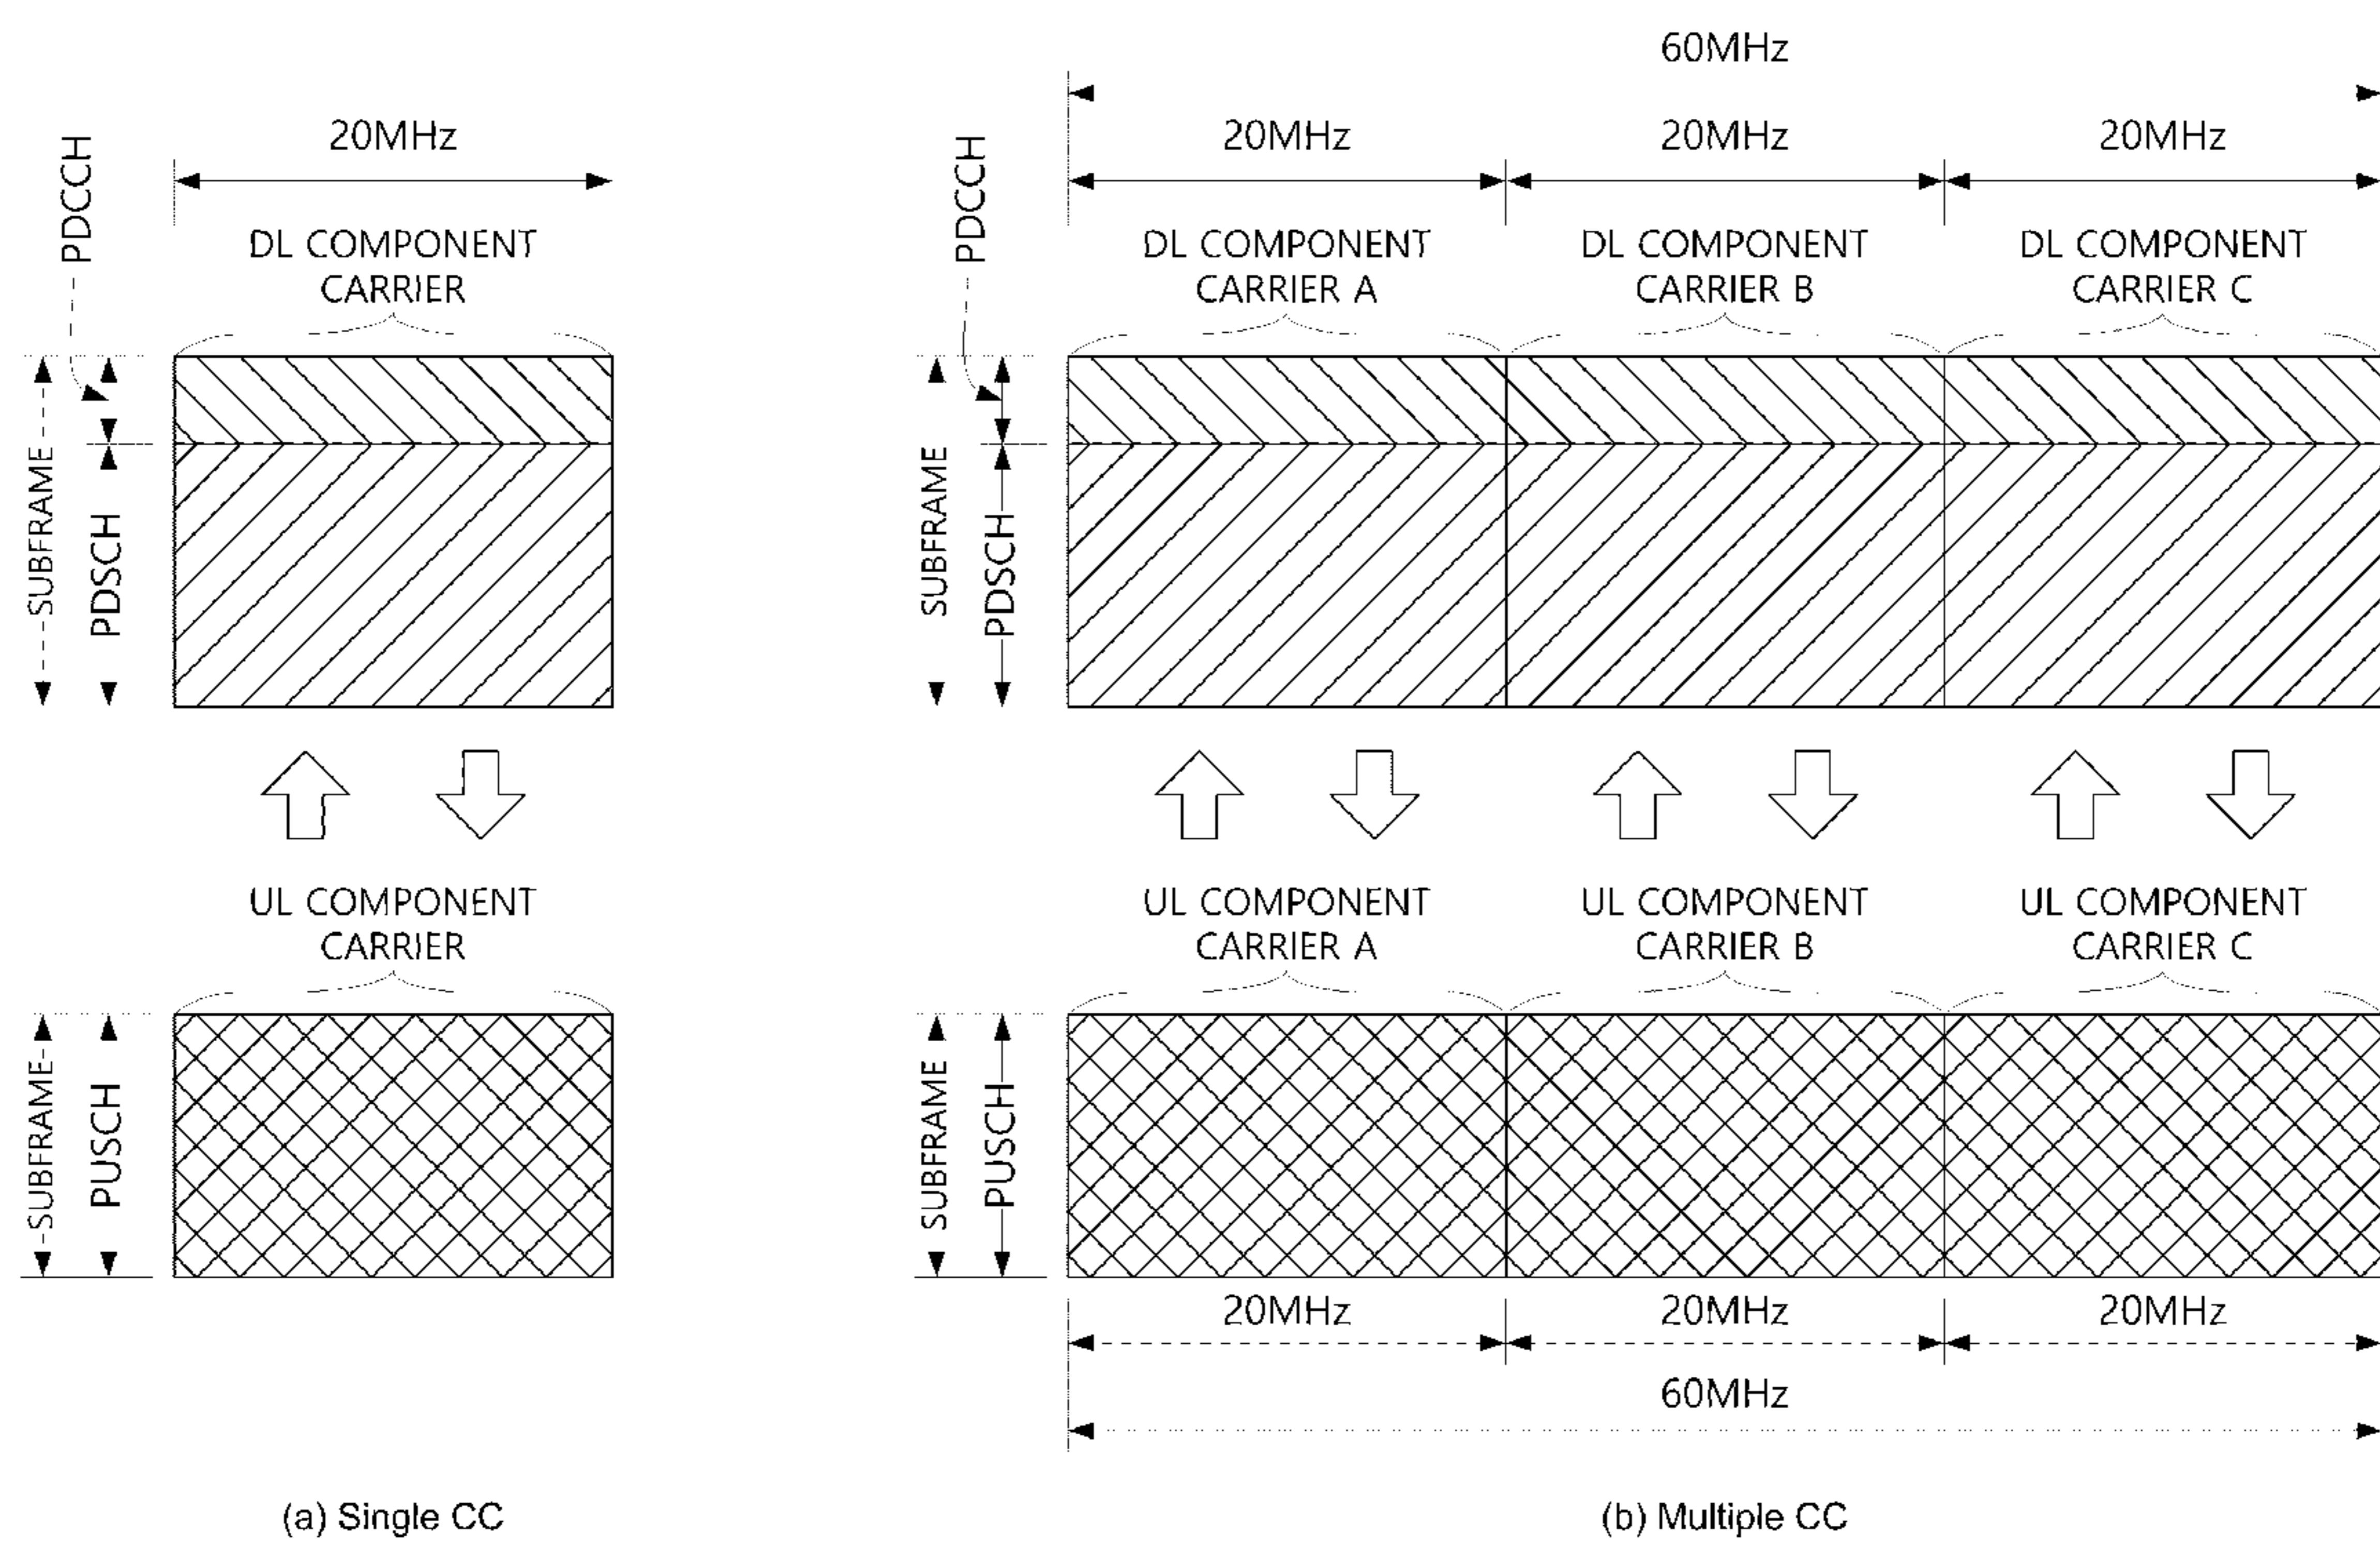 60MHz
20MHz
20MHz
20MHz
20MHz
PDCCH
PDCCH
DL COMPONENT
CARRIER
DL COMPONENT
CARRIER A
DL COMPONENT
CARRIER B
DL COMPONENT
CARRIER C
SUBFRAME
PDSCH
SUBFRAME
PDSCH
UL COMPONENT
CARRIER
UL COMPONENT
CARRIER A
UL COMPONENT
CARRIER B
UL COMPONENT
CARRIER C
SUBFRAME
PUSCH
SUBFRAME
PUSCH
20MHz
20MHz
20MHz
60MHz
(a) Single CC
(b) Multiple CC